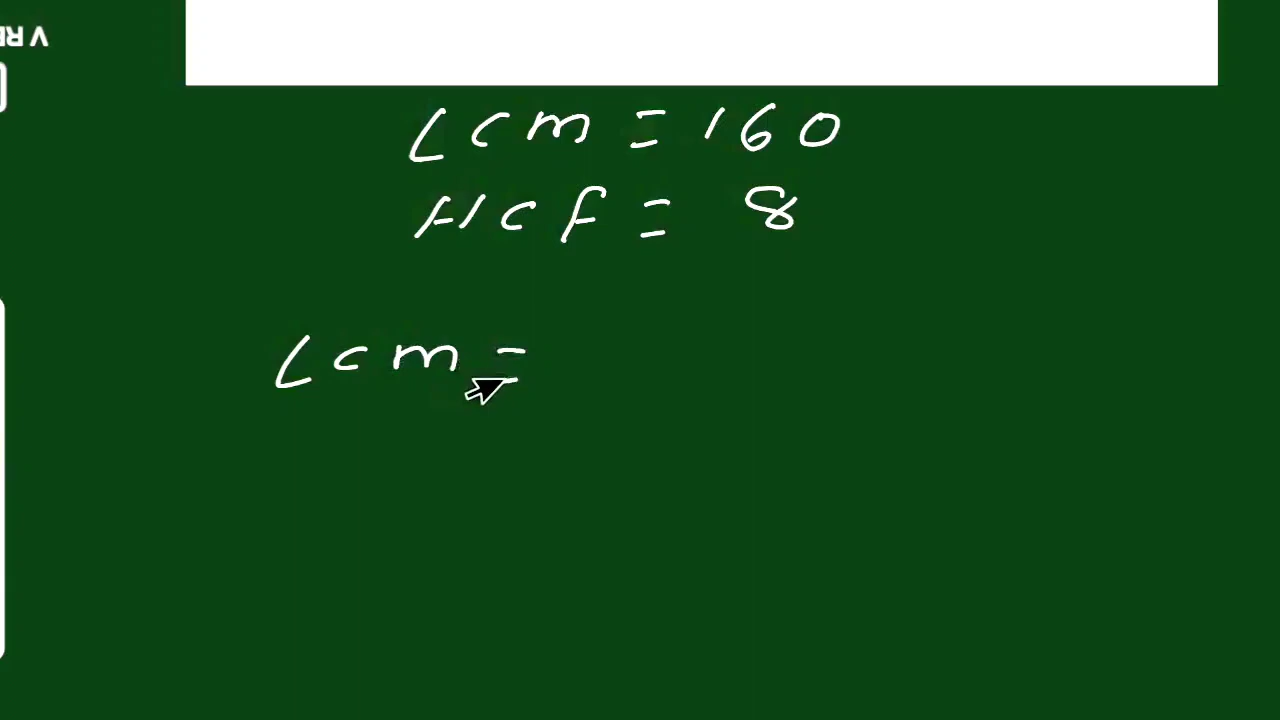 Lcm = 160
Hcf = 8
Lcm =